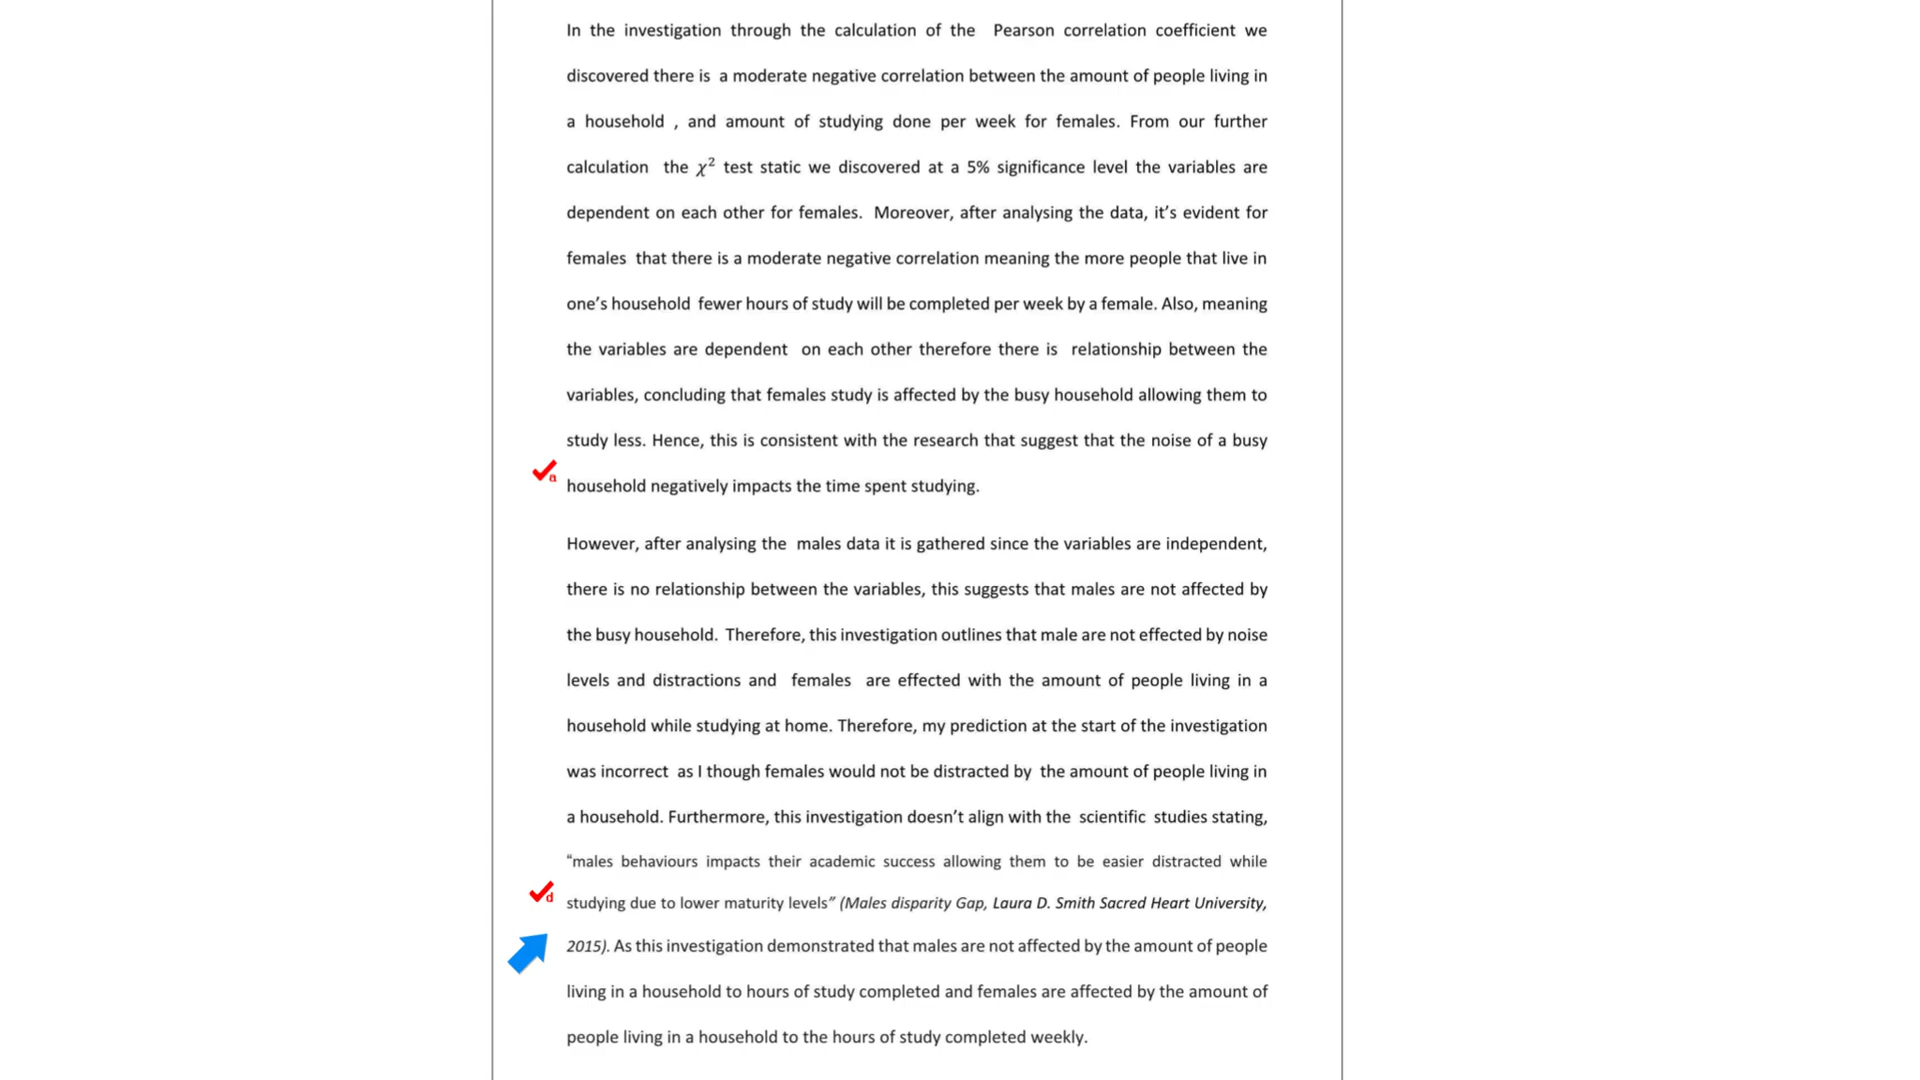 In the investigation through the calculation of the Pearson correlation coefficient we
discovered there is a moderate negative correlation between the amount of people living in
a household , and amount of studying done per week for females. From our further
calculation the χ² test static we discovered at a 5% significance level the variables are
dependent on each other for females. Moreover, after analysing the data, it’s evident for
females that there is a moderate negative correlation meaning the more people that live in
one’s household fewer hours of study will be completed per week by a female. Also, meaning
the variables are dependent on each other therefore there is relationship between the
variables, concluding that females study is affected by the busy household allowing them to
study less. Hence, this is consistent with the research that suggest that the noise of a busy
a
household negatively impacts the time spent studying.
However, after analysing the males data it is gathered since the variables are independent,
there is no relationship between the variables, this suggests that males are not affected by
the busy household. Therefore, this investigation outlines that male are not effected by noise
levels and distractions and females are effected with the amount of people living in a
household while studying at home. Therefore, my prediction at the start of the investigation
was incorrect as I though females would not be distracted by the amount of people living in
a household. Furthermore, this investigation doesn’t align with the scientific studies stating,
“males behaviours impacts their academic success allowing them to be easier distracted while
d
studying due to lower maturity levels” (Males disparity Gap, Laura D. Smith Sacred Heart University,
2015). As this investigation demonstrated that males are not affected by the amount of people
living in a household to hours of study completed and females are affected by the amount of
people living in a household to the hours of study completed weekly.